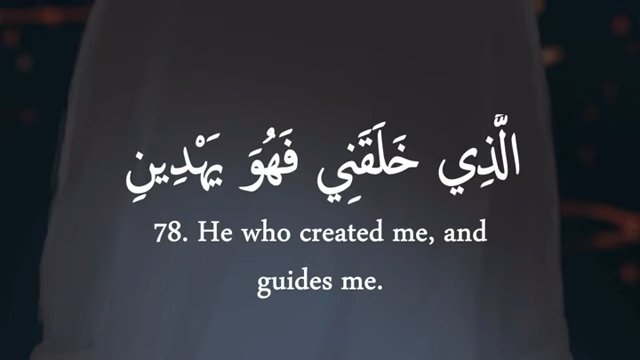 الَّذِي خَلَقَنِي فَهُوَ يَهْدِينِ
78. He who created me, and
guides me.